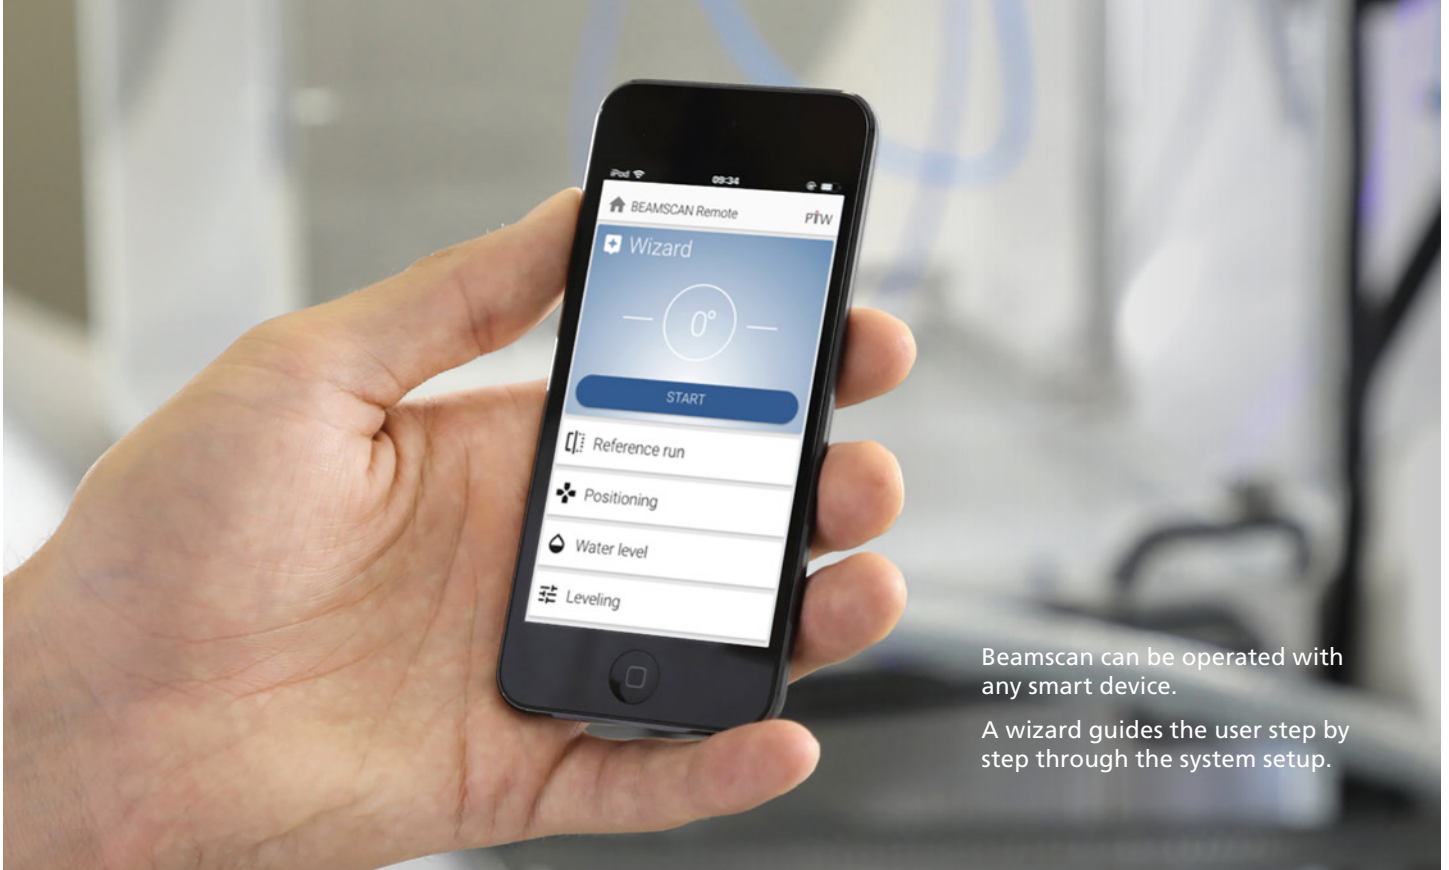 iPod
09:34
BEAMSCAN Remote
PTW
Wizard
0°
START
Reference run
Positioning
Water level
Leveling
Beamscan can be operated with
any smart device.
A wizard guides the user step by
step through the system setup.